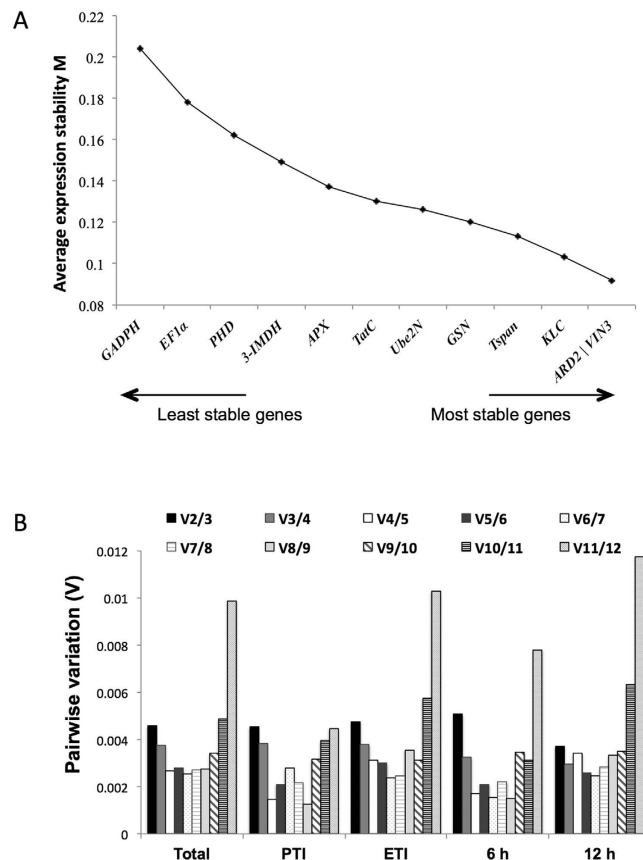 A
Average expression stability M
0.22
0.2
0.18
0.16
0.14
0.12
0.1
0.08
GADPH
EF1α
PHD
3-IMDH
APX
TatC
Ube2N
GSN
Tspan
KLC
ARD2 | VIN3
Least stable genes
Most stable genes
B
V2/3 V3/4 V4/5 V5/6 V6/7
V7/8 V8/9 V9/10 V10/11 V11/12
Pairwise variation (V)
0.012
0.01
0.008
0.006
0.004
0.002
0
Total PTI ETI 6 h 12 h